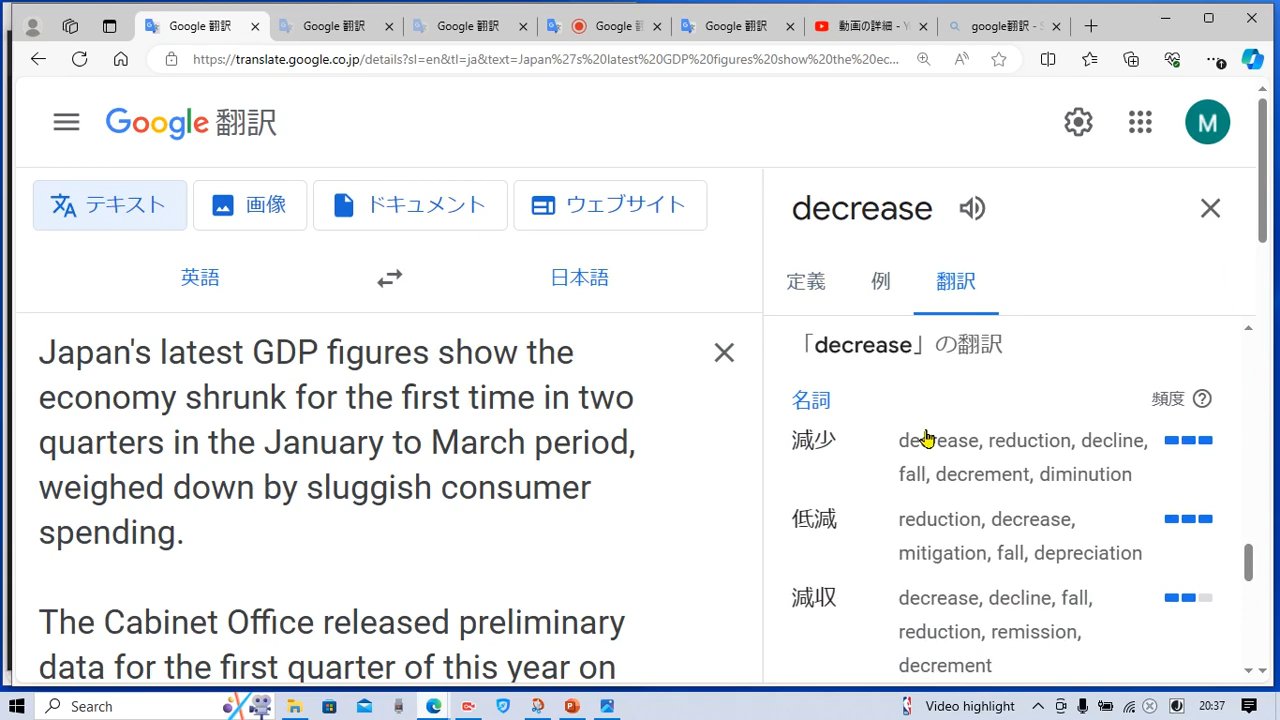 Google 翻訳
Google 翻訳
Google 翻訳
Google
Google 翻訳
動画の詳細 - Y
google翻訳 - S
https://translate.google.co.jp/details?sl=en&tl=ja&text=Japan%27s%20latest%20GDP%20figures%20show%20the%20ec...
Google 翻訳
M
テキスト
画像
ドキュメント
ウェブサイト
英語
日本語
Japan's latest GDP figures show the
economy shrunk for the first time in two
quarters in the January to March period,
weighed down by sluggish consumer
spending.
The Cabinet Office released preliminary
data for the first quarter of this year on
decrease
定義
例
翻訳
「decrease」の翻訳
名詞
頻度
減少
decrease, reduction, decline,
fall, decrement, diminution
低減
reduction, decrease,
mitigation, fall, depreciation
減収
decrease, decline, fall,
reduction, remission,
decrement
Search
Video highlight
20:37